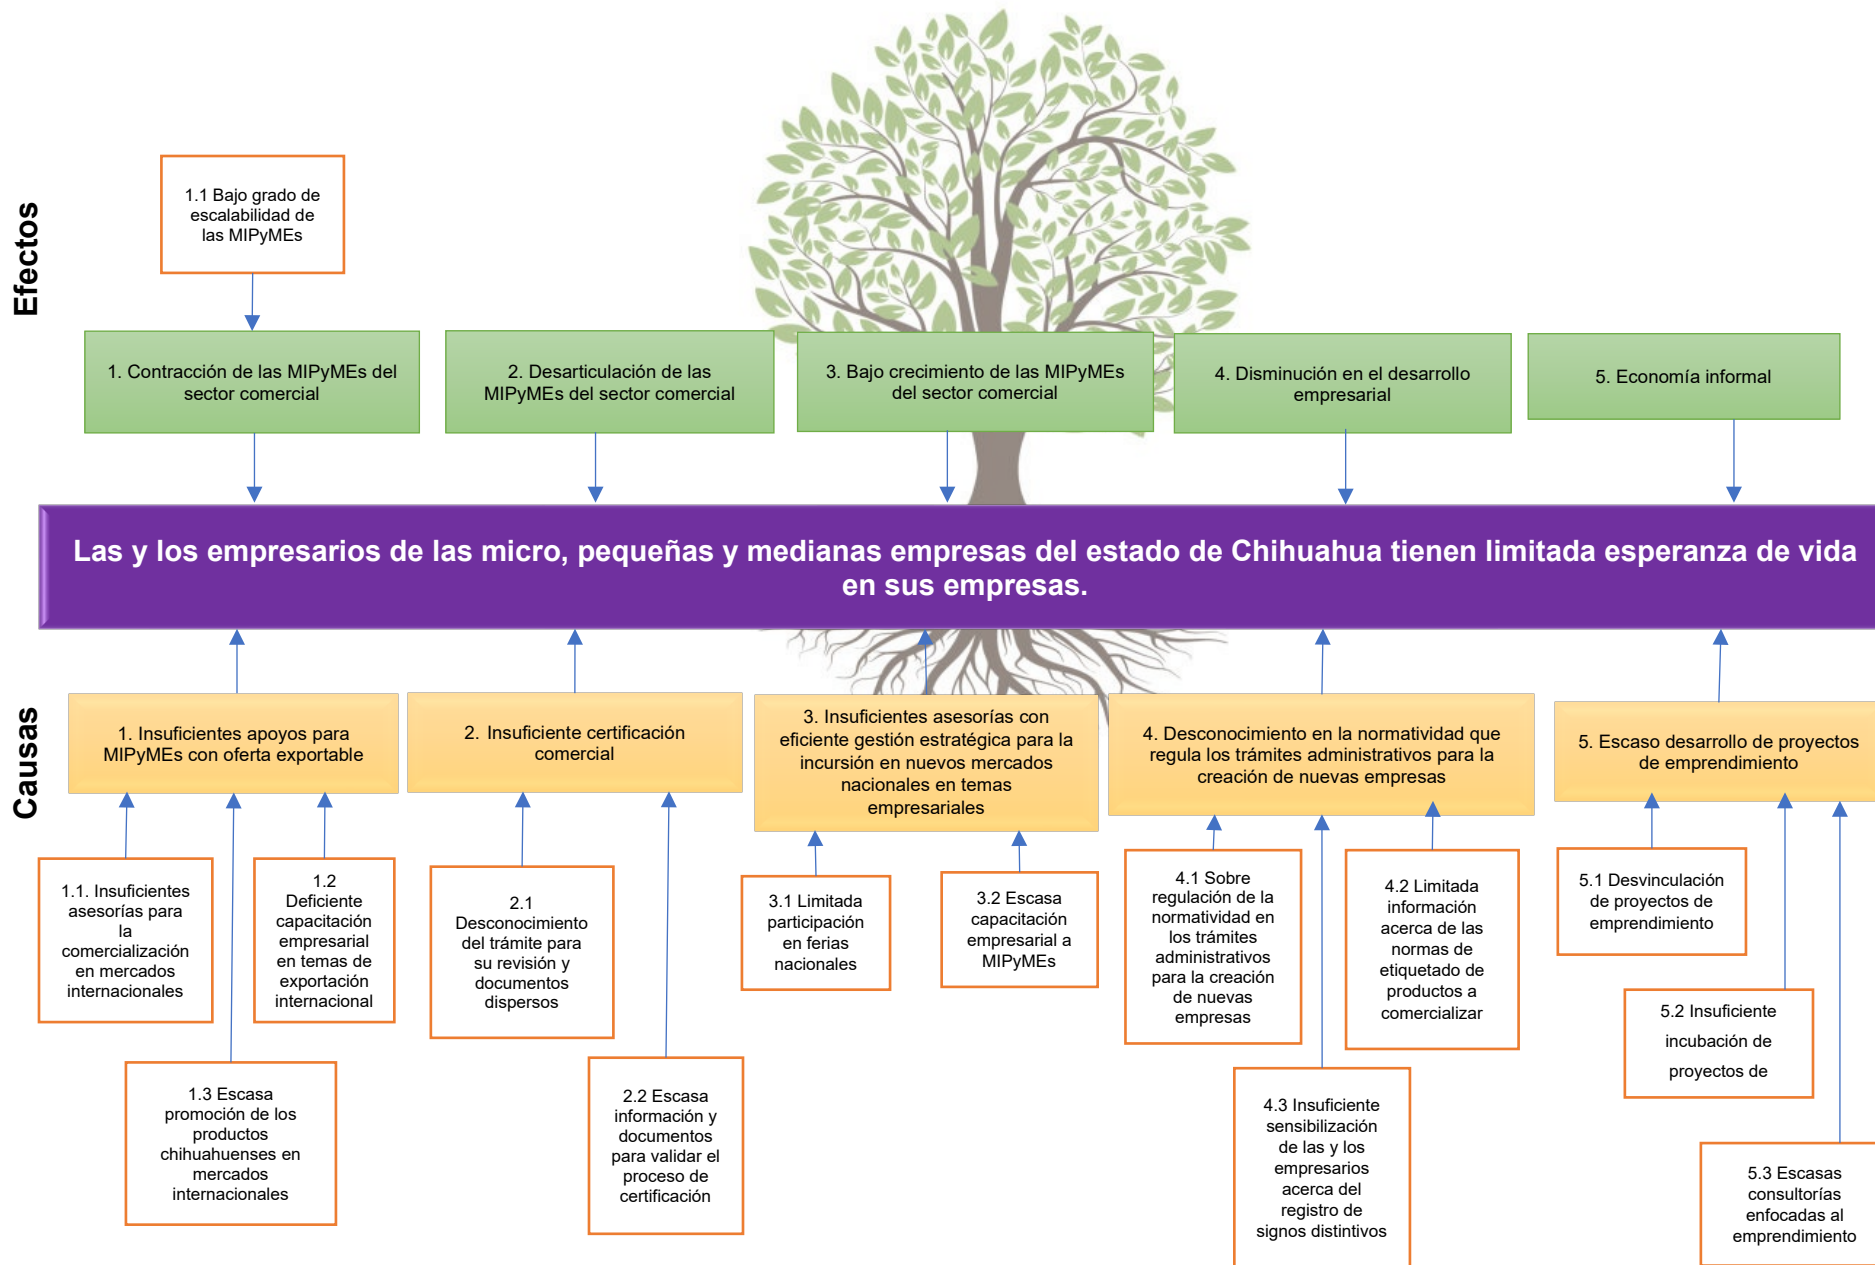 Efectos
1.1 Bajo grado de
escalabilidad de
las MIPyMEs
1. Contracción de las MIPyMEs del
sector comercial
2. Desarticulación de las
MIPyMEs del sector comercial
3. Bajo crecimiento de las MIPyMEs
del sector comercial
4. Disminución en el desarrollo
empresarial
5. Economía informal
Las y los empresarios de las micro, pequeñas y medianas empresas del estado de Chihuahua tienen limitada esperanza de vida
en sus empresas.
Causas
1. Insuficientes apoyos para
MIPyMEs con oferta exportable
2. Insuficiente certificación
comercial
3. Insuficientes asesorías con
eficiente gestión estratégica para la
incursión en nuevos mercados
nacionales en temas
empresariales
4. Desconocimiento en la normatividad que
regula los trámites administrativos para la
creación de nuevas empresas
5. Escaso desarrollo de proyectos
de emprendimiento
1.1. Insuficientes
asesorías para
la
comercialización
en mercados
internacionales
1.2
Deficiente
capacitación
empresarial
en temas de
exportación
internacional
1.3 Escasa
promoción de los
productos
chihuahuenses en
mercados
internacionales
2.1
Desconocimiento
del trámite para
su revisión y
documentos
dispersos
2.2 Escasa
información y
documentos
para validar el
proceso de
certificación
3.1 Limitada
participación
en ferias
nacionales
3.2 Escasa
capacitación
empresarial a
MIPyMEs
4.1 Sobre
regulación de la
normatividad en
los trámites
administrativos
para la creación
de nuevas
empresas
4.2 Limitada
información
acerca de las
normas de
etiquetado de
productos a
comercializar
4.3 Insuficiente
sensibilización
de las y los
empresarios
acerca del
registro de
signos distintivos
5.1 Desvinculación
de proyectos de
emprendimiento
5.2 Insuficiente
incubación de
proyectos de
5.3 Escasas
consultorías
enfocadas al
emprendimiento